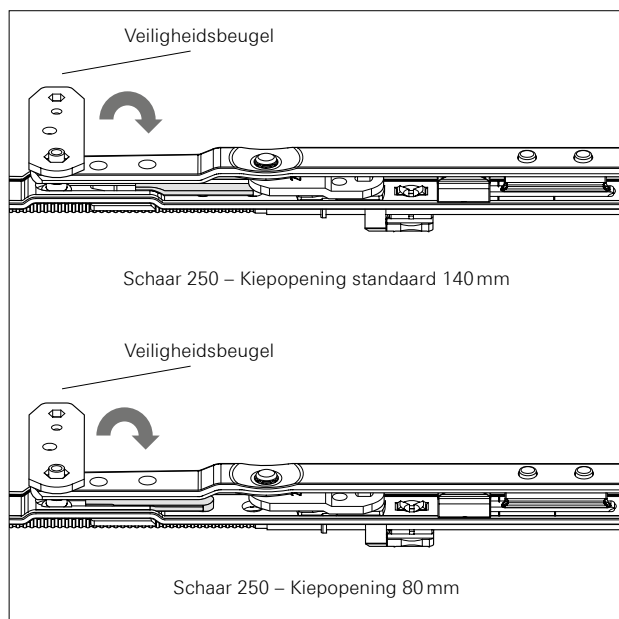 Veiligheidsbeugel
Schaar 250 – Kiepopening standaard 140 mm
Veiligheidsbeugel
Schaar 250 – Kiepopening 80 mm